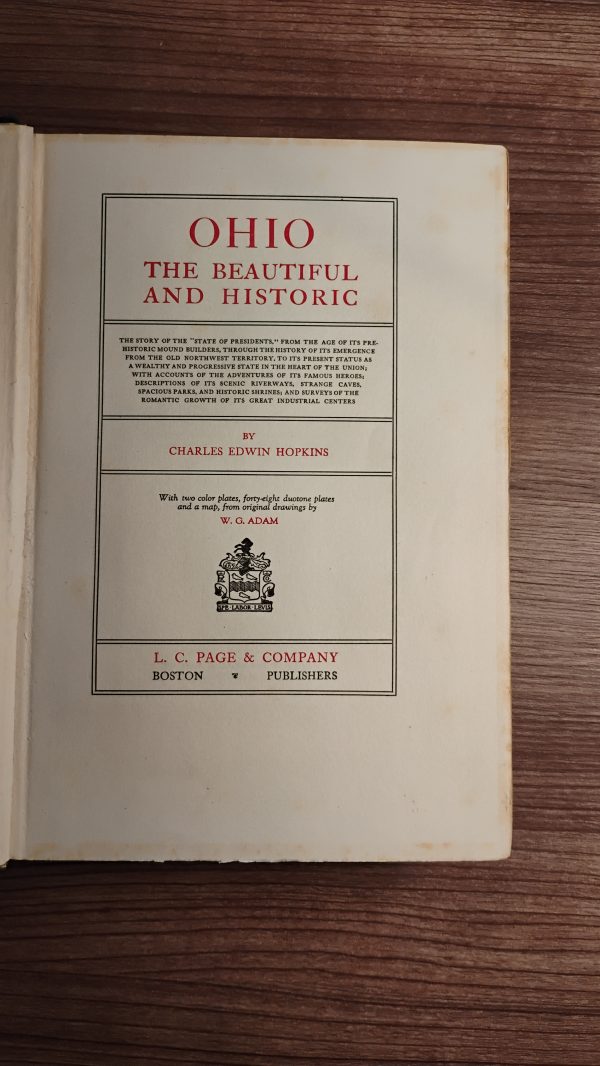 OHIO
THE BEAUTIFUL
AND HISTORIC
THE STORY OF THE "STATE OF PRESIDENTS," FROM THE AGE OF ITS PRE-
HISTORIC MOUND BUILDERS, THROUGH THE HISTORY OF ITS EMERGENCE
FROM THE OLD NORTHWEST TERRITORY, TO ITS PRESENT STATUS AS
A WEALTHY AND PROGRESSIVE STATE IN THE HEART OF THE UNION;
WITH ACCOUNTS OF THE ADVENTURES OF ITS FAMOUS HEROES;
DESCRIPTIONS OF ITS SCENIC RIVERWAYS, STRANGE CAVES,
SPACIOUS PARKS, AND HISTORIC SHRINES; AND SURVEYS OF THE
ROMANTIC GROWTH OF ITS GREAT INDUSTRIAL CENTERS
BY
CHARLES EDWIN HOPKINS
With two color plates, forty-eight duotone plates
and a map, from original drawings by
W. G. ADAM
SPE LABOR LEVIS
L. C. PAGE & COMPANY
BOSTON PUBLISHERS